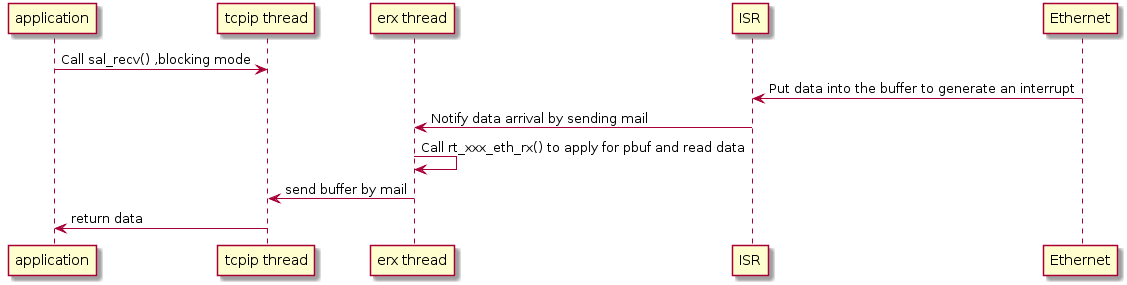 application
tcpip thread
erx thread
ISR
Ethernet
Call sal_recv() ,blocking mode
Put data into the buffer to generate an interrupt
Notify data arrival by sending mail
Call rt_xxx_eth_rx() to apply for pbuf and read data
send buffer by mail
return data
application
tcpip thread
erx thread
ISR
Ethernet